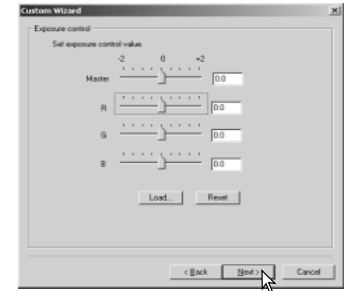 Custom Wizard
Exposure control
Set exposure control value.
-2 0 +2
Master 0.0
R 0.0
G 0.0
B 0.0
Load... Reset
< Back Next > Cancel